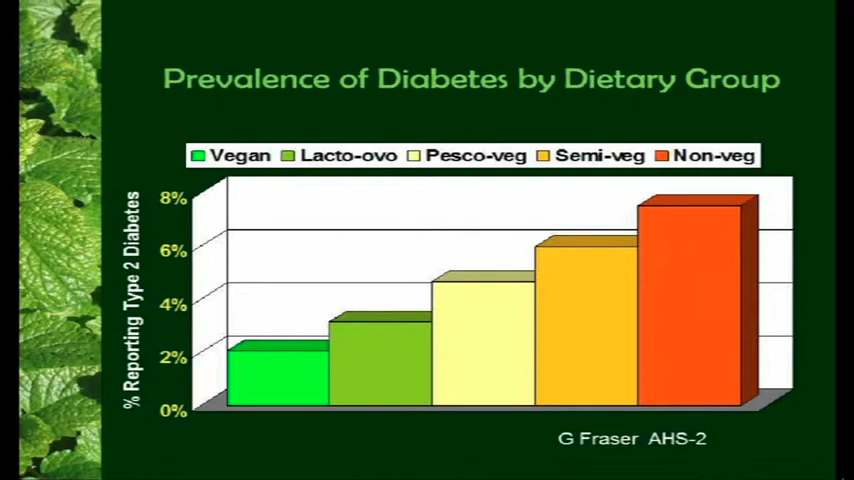 Prevalence of Diabetes by Dietary Group
Vegan Lacto-ovo Pesco-veg Semi-veg Non-veg
% Reporting Type 2 Diabetes
8%
6%
4%
2%
0%
G Fraser AHS-2